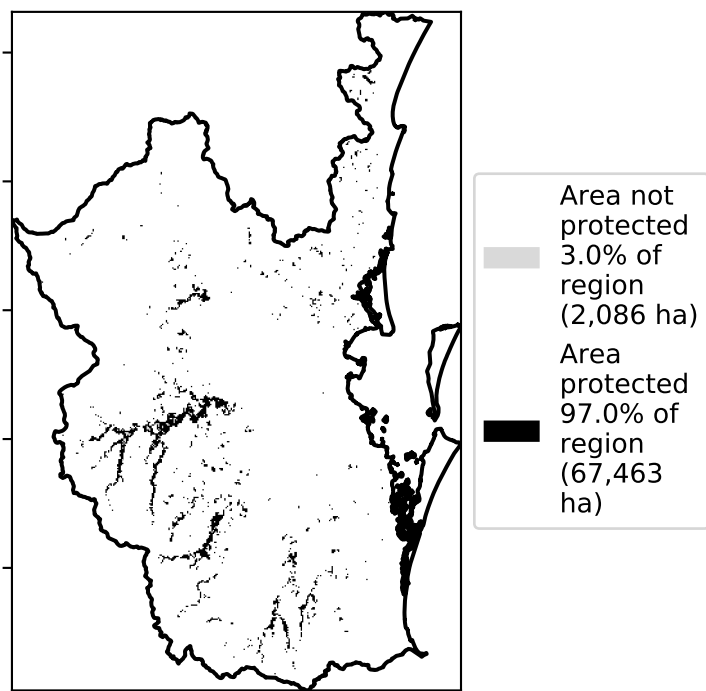 Area not
protected
3.0% of
region
(2,086 ha)
Area
protected
97.0% of
region
(67,463
ha)